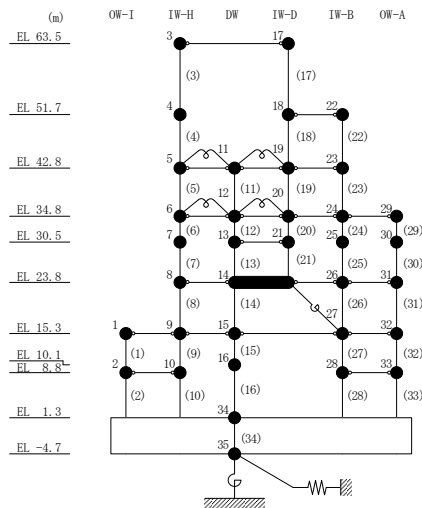 (m) OW-I IW-H DW IW-D IW-B OW-A
EL 63.5 3 17
(3) (17)
EL 51.7 4 18 22
(4) (18) (22)
EL 42.8 5 11 19 23
(5) (11) (19) (23)
EL 34.8 6 12 20 24 29
(6) (12) (20) (24) (29)
EL 30.5 7 13 21 25 30
(7) (13) (21) (25) (30)
EL 23.8 8 14 26 31
(8) (14) (26) (31)
27
EL 15.3 1 9 15 32
(1) (9) (15) (27) (32)
EL 10.1 16
EL 8.8 2 10 28 33
(2) (10) (16) (28) (33)
EL 1.3 34
(34)
EL -4.7 35